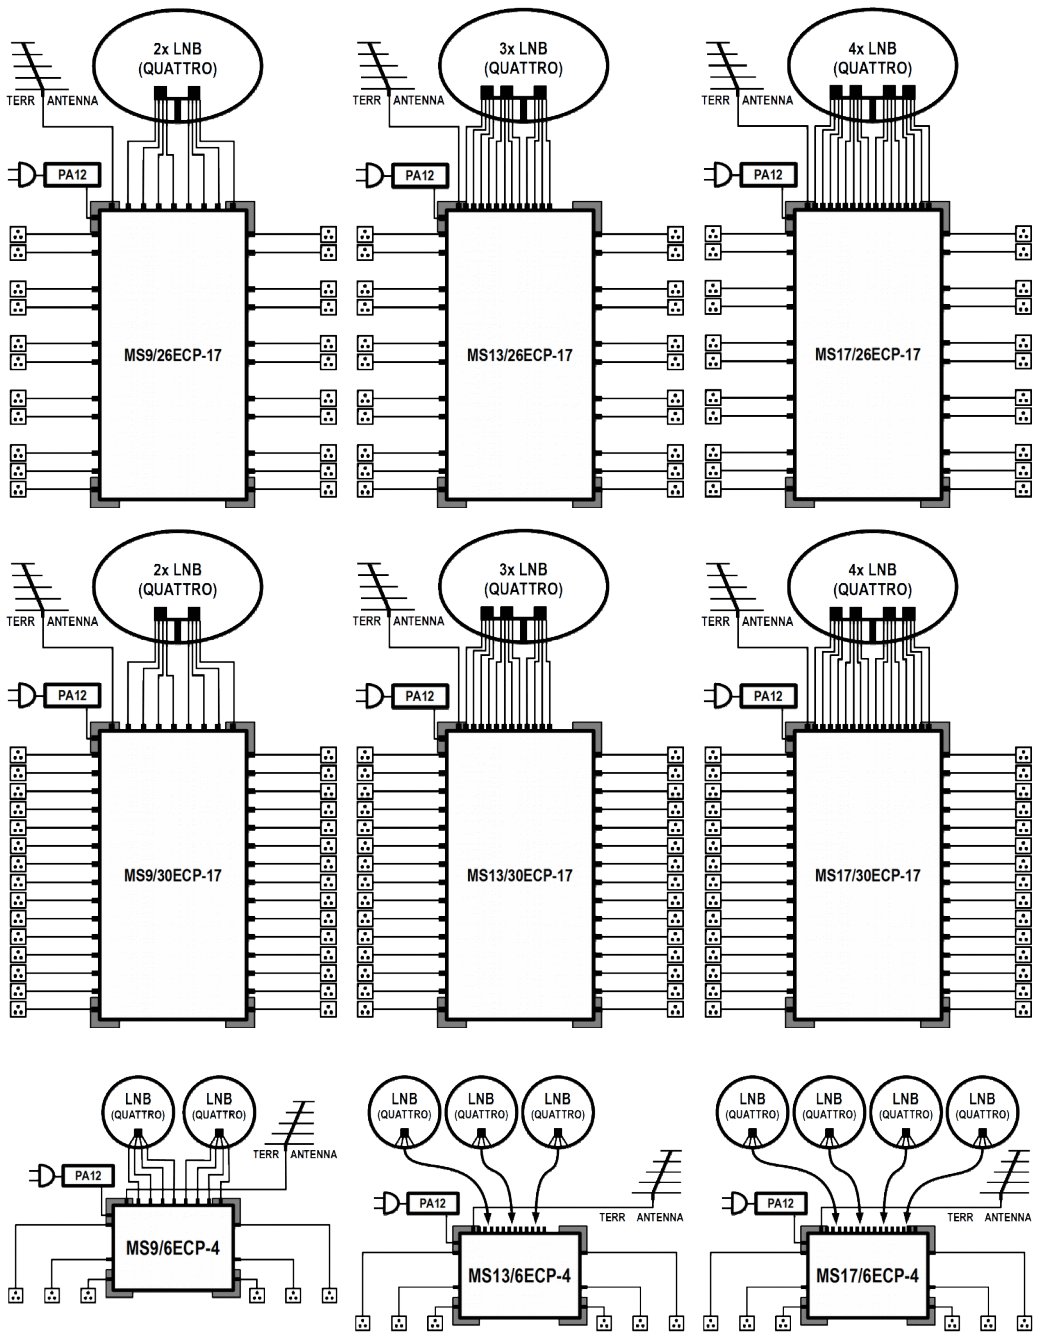 2x LNB
(QUATTRO)
TERR ANTENNA
PA12
MS9/26ECP-17
3x LNB
(QUATTRO)
TERR ANTENNA
PA12
MS13/26ECP-17
4x LNB
(QUATTRO)
TERR ANTENNA
PA12
MS17/26ECP-17
2x LNB
(QUATTRO)
TERR ANTENNA
PA12
MS9/30ECP-17
3x LNB
(QUATTRO)
TERR ANTENNA
PA12
MS13/30ECP-17
4x LNB
(QUATTRO)
TERR ANTENNA
PA12
MS17/30ECP-17
LNB
(QUATTRO)
LNB
(QUATTRO)
TERR ANTENNA
PA12
MS9/6ECP-4
LNB
(QUATTRO)
LNB
(QUATTRO)
LNB
(QUATTRO)
PA12
TERR ANTENNA
MS13/6ECP-4
LNB
(QUATTRO)
LNB
(QUATTRO)
LNB
(QUATTRO)
LNB
(QUATTRO)
PA12
TERR ANTENNA
MS17/6ECP-4